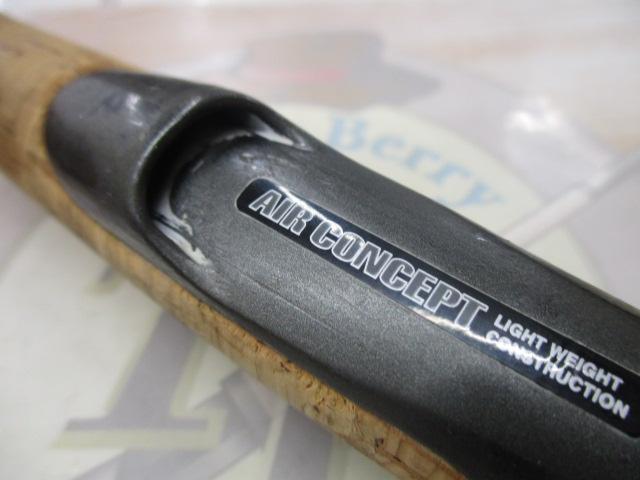 Berry
AIR CONCEPT
LIGHT WEIGHT
CONSTRUCTION